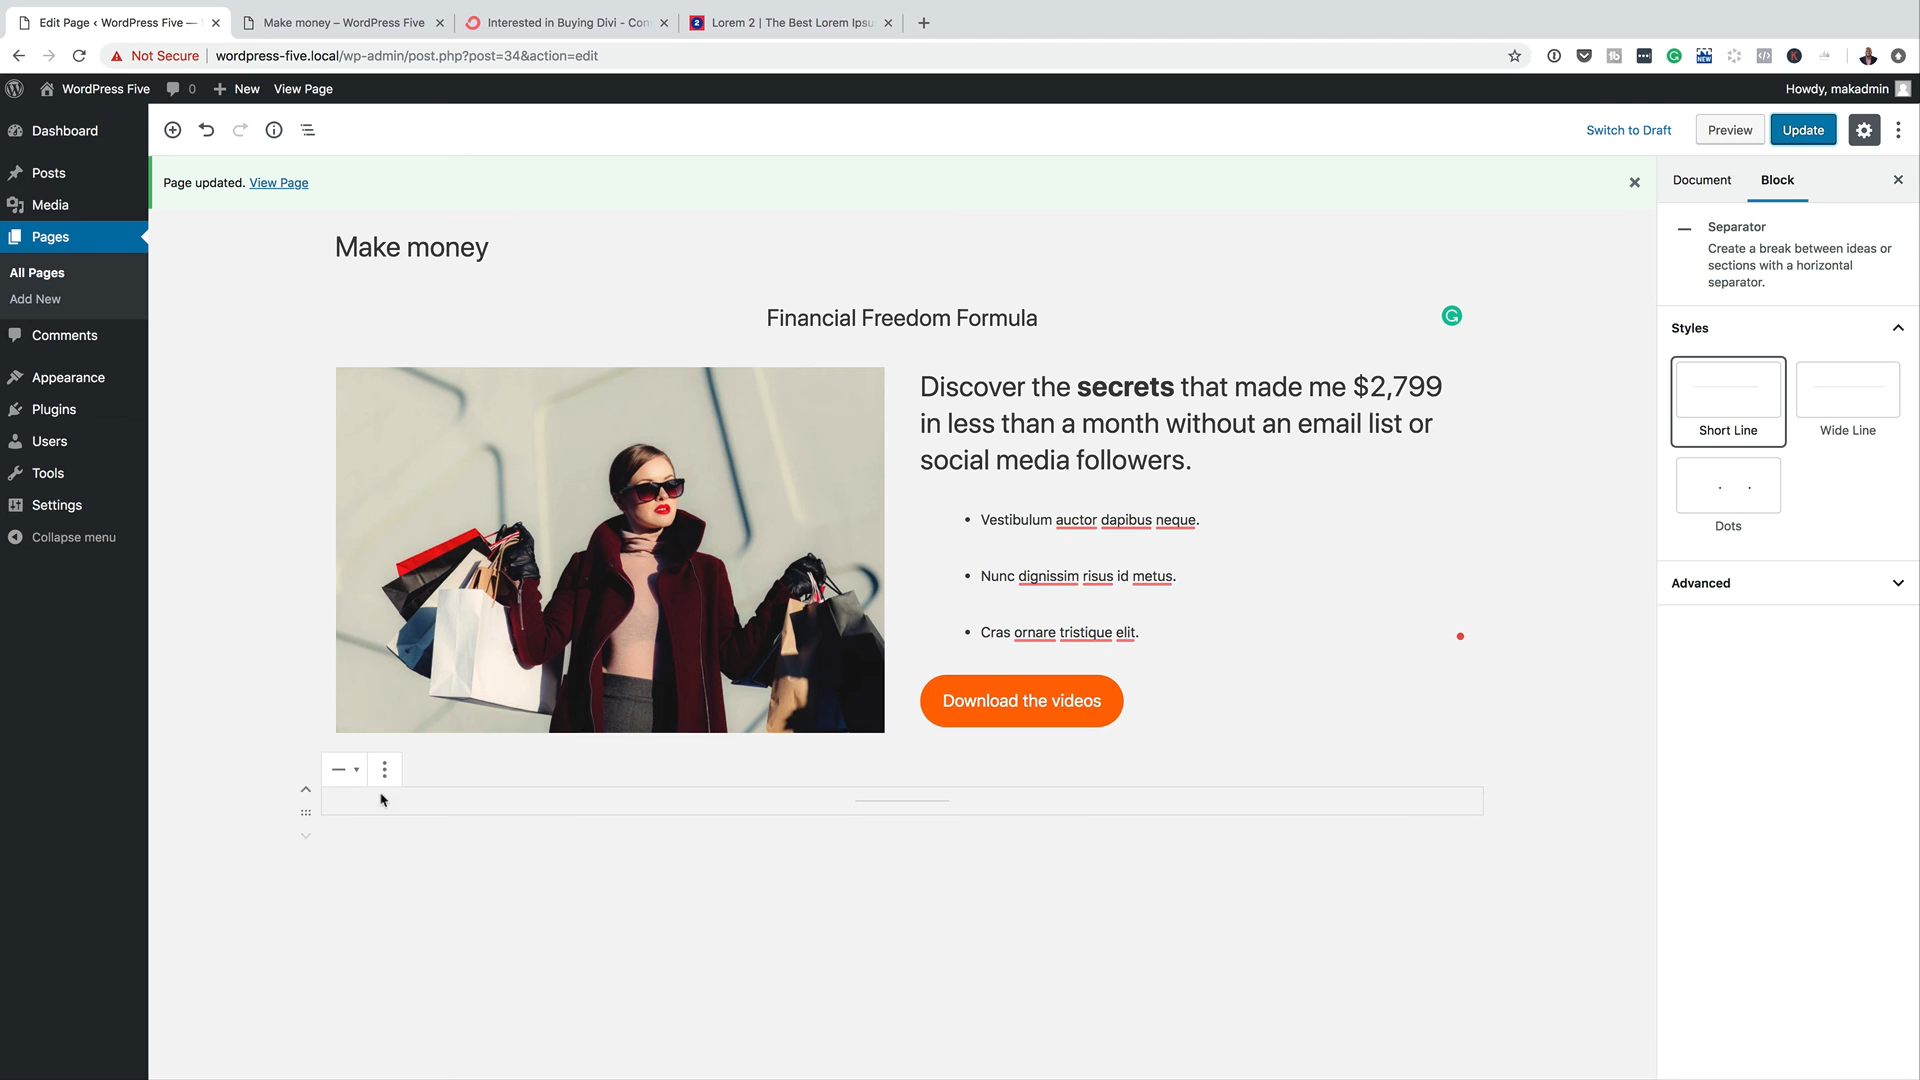 Edit Page ‹ WordPress Five —
Make money – WordPress Five
Interested in Buying Divi - Con
Lorem 2 | The Best Lorem Ipsu
Not Secure
wordpress-five.local/wp-admin/post.php?post=34&action=edit
WordPress Five
0
New
View Page
Howdy, makadmin
Dashboard
Posts
Media
Pages
All Pages
Add New
Comments
Appearance
Plugins
Users
Tools
Settings
Collapse menu
Switch to Draft
Preview
Update
Page updated. View Page
Make money
Financial Freedom Formula
Discover the secrets that made me $2,799
in less than a month without an email list or
social media followers.
• Vestibulum auctor dapibus neque.
• Nunc dignissim risus id metus.
• Cras ornare tristique elit.
Download the videos
Document
Block
Separator
Create a break between ideas or
sections with a horizontal
separator.
Styles
Short Line
Wide Line
Dots
Advanced